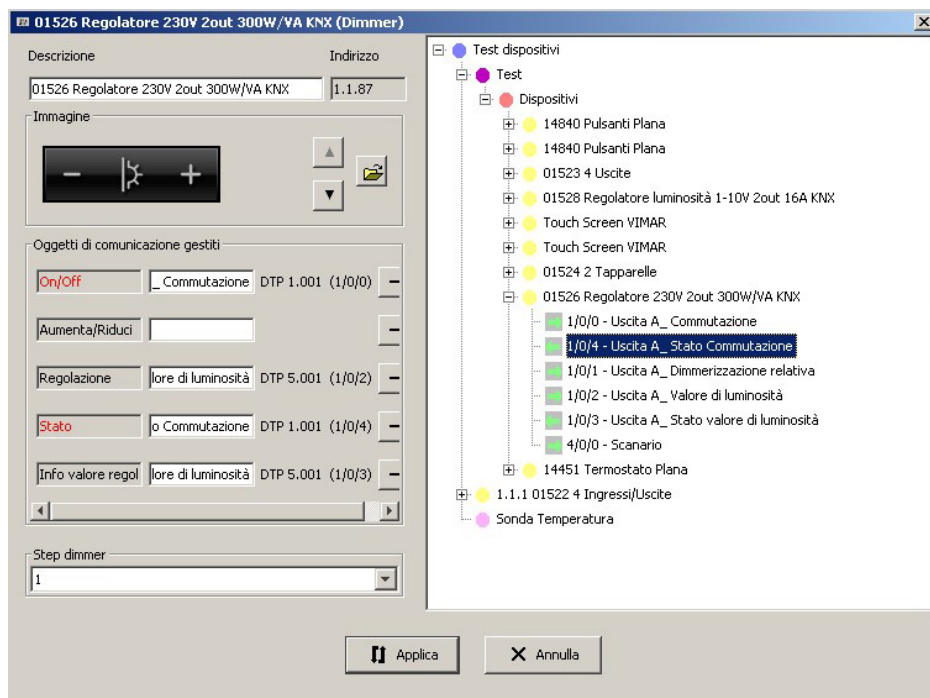 01526 Regolatore 230V 2out 300W/VA KNX (Dimmer)
Descrizione
Indirizzo
01526 Regolatore 230V 2out 300W/VA KNX
1.1.87
Immagine
Oggetti di comunicazione gestiti
On/Off
_ Commutazione
DTP 1.001 (1/0/0)
Aumenta/Riduci
Regolazione
lore di luminosità
DTP 5.001 (1/0/2)
Stato
o Commutazione
DTP 1.001 (1/0/4)
Info valore regol
lore di luminosità
DTP 5.001 (1/0/3)
Step dimmer
1
Test dispositivi
Test
Dispositivi
14840 Pulsanti Plana
14840 Pulsanti Plana
01523 4 Uscite
01528 Regolatore luminosità 1-10V 2out 16A KNX
Touch Screen VIMAR
Touch Screen VIMAR
01524 2 Tapparelle
01526 Regolatore 230V 2out 300W/VA KNX
1/0/0 - Uscita A_ Commutazione
1/0/4 - Uscita A_ Stato Commutazione
1/0/1 - Uscita A_ Dimmerizzazione relativa
1/0/2 - Uscita A_ Valore di luminosità
1/0/3 - Uscita A_ Stato valore di luminosità
4/0/0 - Scanario
14451 Termostato Plana
1.1.1 01522 4 Ingressi/Uscite
Sonda Temperatura
Applica
Annulla